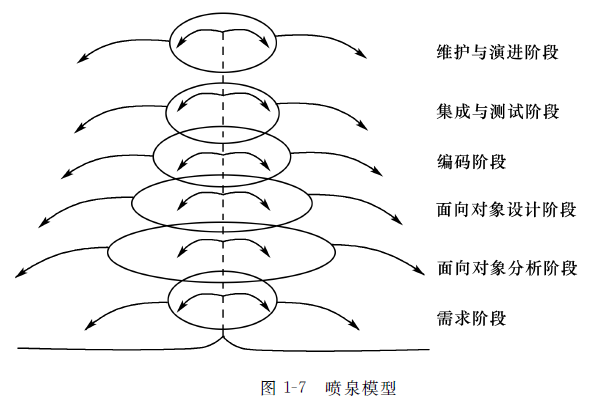 维护与演进阶段
集成与测试阶段
编码阶段
面向对象设计阶段
面向对象分析阶段
需求阶段
图 1-7 喷泉模型